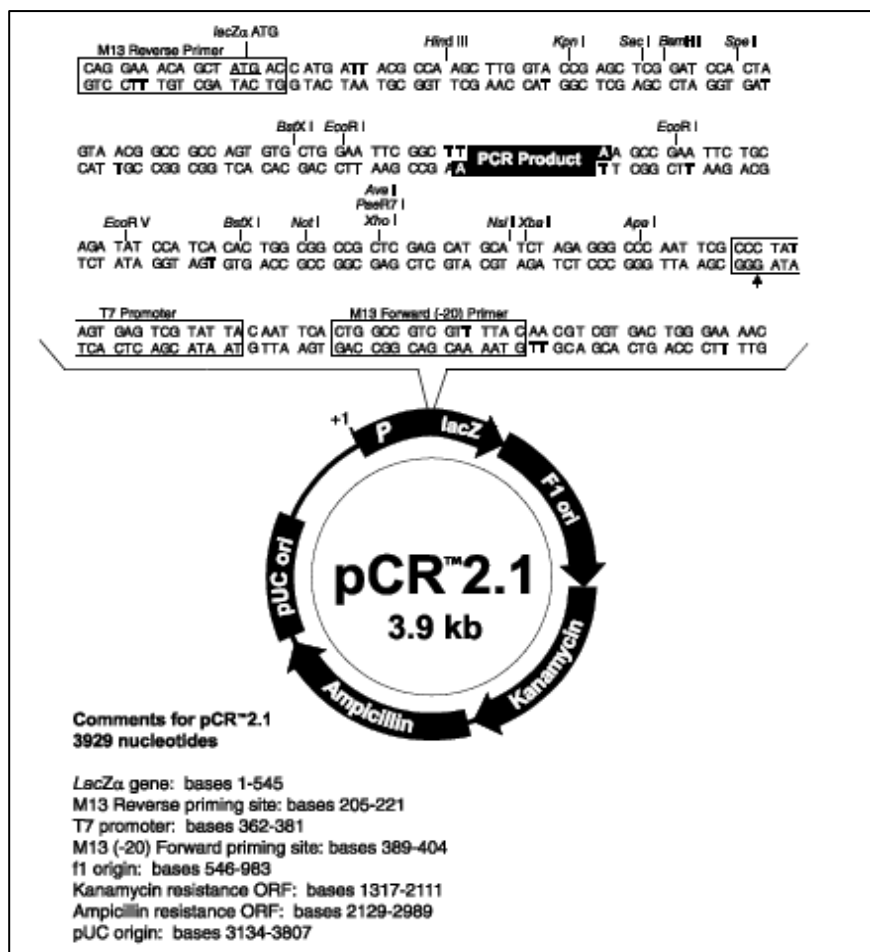 lacZα ATG
M13 Reverse Primer Hind III Kpn I Sac I BamHI Spe I
CAG GAA ACA GCT ATG AC C ATG ATT ACG CCA AGC TTG GTA CCG AGC TCG GAT CCA CTA
GTC CTT TGT CGA TAC TG G TAC TAA TGC GGT TCG AAC CAT GGC TCG AGC CTA GGT GAT
BstX I EcoR I EcoR I
GTA ACG GCC GCC AGT GTG CTG GAA TTC GGC TT PCR Product A A GCC GAA TTC TGC
CAT TGC CGG CGG TCA CAC GAC CTT AAG CCG A A T T CGG CTT AAG ACG
Ava I
PaeR7 I
EcoR V BstX I Not I Xho I Nsi I Xba I Apa I
AGA TAT CCA TCA CAC TGG CGG CCG CTC GAG CAT GCA TCT AGA GGG CCC AAT TCG CCC TAT
TCT ATA GGT AGT GTG ACC GCC GGC GAG CTC GTA CGT AGA TCT CCC GGG TTA AGC GGG ATA
T7 Promoter M13 Forward (-20) Primer
AGT GAG TCG TAT TA C AAT TCA CTG GCC GTC GTT TTA C AA CGT CGT GAC TGG GAA AAC
TCA CTC AGC ATA AT G TTA AGT GAC CGG CAG CAA AAT G TT GCA GCA CTG ACC CTT TTG
+1 P lacZ
F1 ori
pUC ori
pCR™2.1
3.9 kb
Kanamycin
Ampicillin
Comments for pCR™2.1
3929 nucleotides
LacZα gene: bases 1-545
M13 Reverse priming site: bases 205-221
T7 promoter: bases 362-381
M13 (-20) Forward priming site: bases 389-404
f1 origin: bases 546-983
Kanamycin resistance ORF: bases 1317-2111
Ampicillin resistance ORF: bases 2129-2989
pUC origin: bases 3134-3807